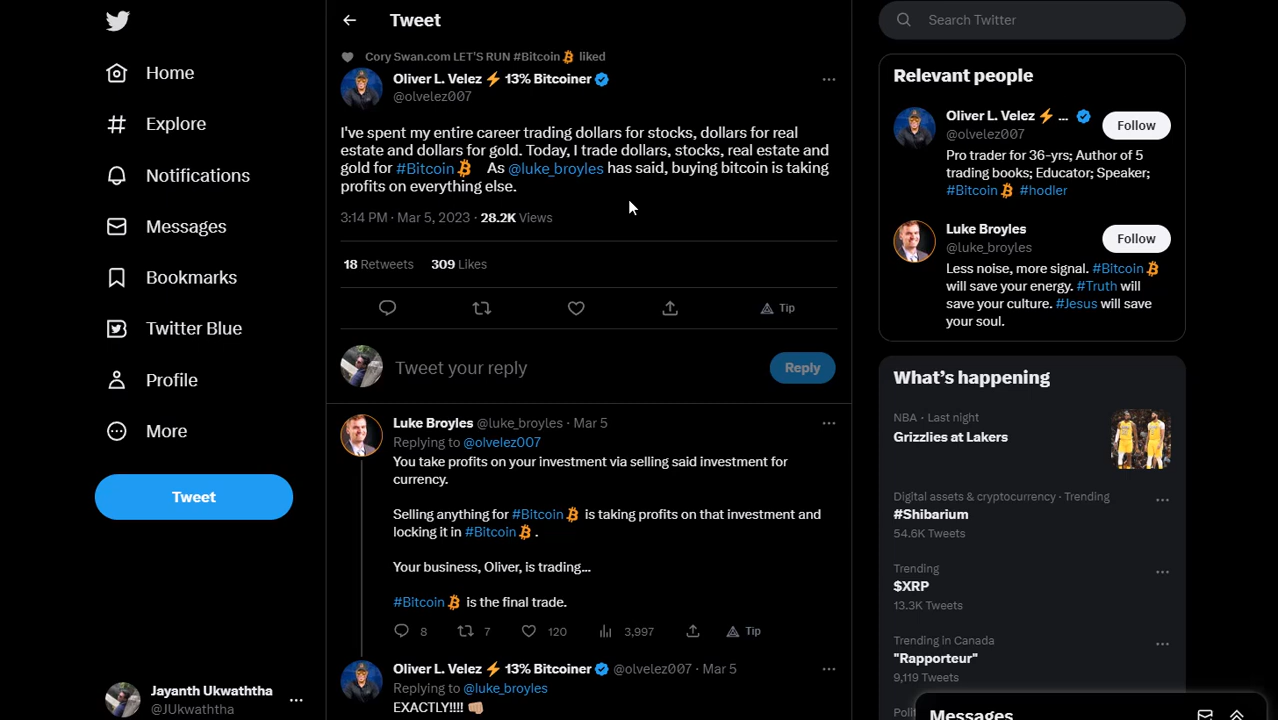 Home
Explore
Notifications
Messages
Bookmarks
Twitter Blue
Profile
More
Tweet
Jayanth Ukwaththa
@JUkwaththa
Tweet
Cory Swan.com LET'S RUN #Bitcoin liked
Oliver L. Velez ⚡ 13% Bitcoiner
@olvelez007
I've spent my entire career trading dollars for stocks, dollars for real
estate and dollars for gold. Today, I trade dollars, stocks, real estate and
gold for #Bitcoin As @luke_broyles has said, buying bitcoin is taking
profits on everything else.
3:14 PM · Mar 5, 2023 · 28.2K Views
18 Retweets 309 Likes
Tip
Tweet your reply
Reply
Luke Broyles @luke_broyles · Mar 5
Replying to @olvelez007
You take profits on your investment via selling said investment for
currency.
Selling anything for #Bitcoin is taking profits on that investment and
locking it in #Bitcoin .
Your business, Oliver, is trading...
#Bitcoin is the final trade.
8 7 120 3,997 Tip
Oliver L. Velez ⚡ 13% Bitcoiner @olvelez007 · Mar 5
Replying to @luke_broyles
EXACTLY!!!! 👊🏼
Search Twitter
Relevant people
Oliver L. Velez ⚡ ...
@olvelez007
Follow
Pro trader for 36-yrs; Author of 5
trading books; Educator; Speaker;
#Bitcoin #hodler
Luke Broyles
@luke_broyles
Follow
Less noise, more signal. #Bitcoin
will save your energy. #Truth will
save your culture. #Jesus will save
your soul.
What's happening
NBA · Last night
Grizzlies at Lakers
Digital assets & cryptocurrency · Trending
#Shibarium
54.6K Tweets
Trending
$XRP
13.3K Tweets
Trending in Canada
"Rapporteur"
9,119 Tweets
Messages